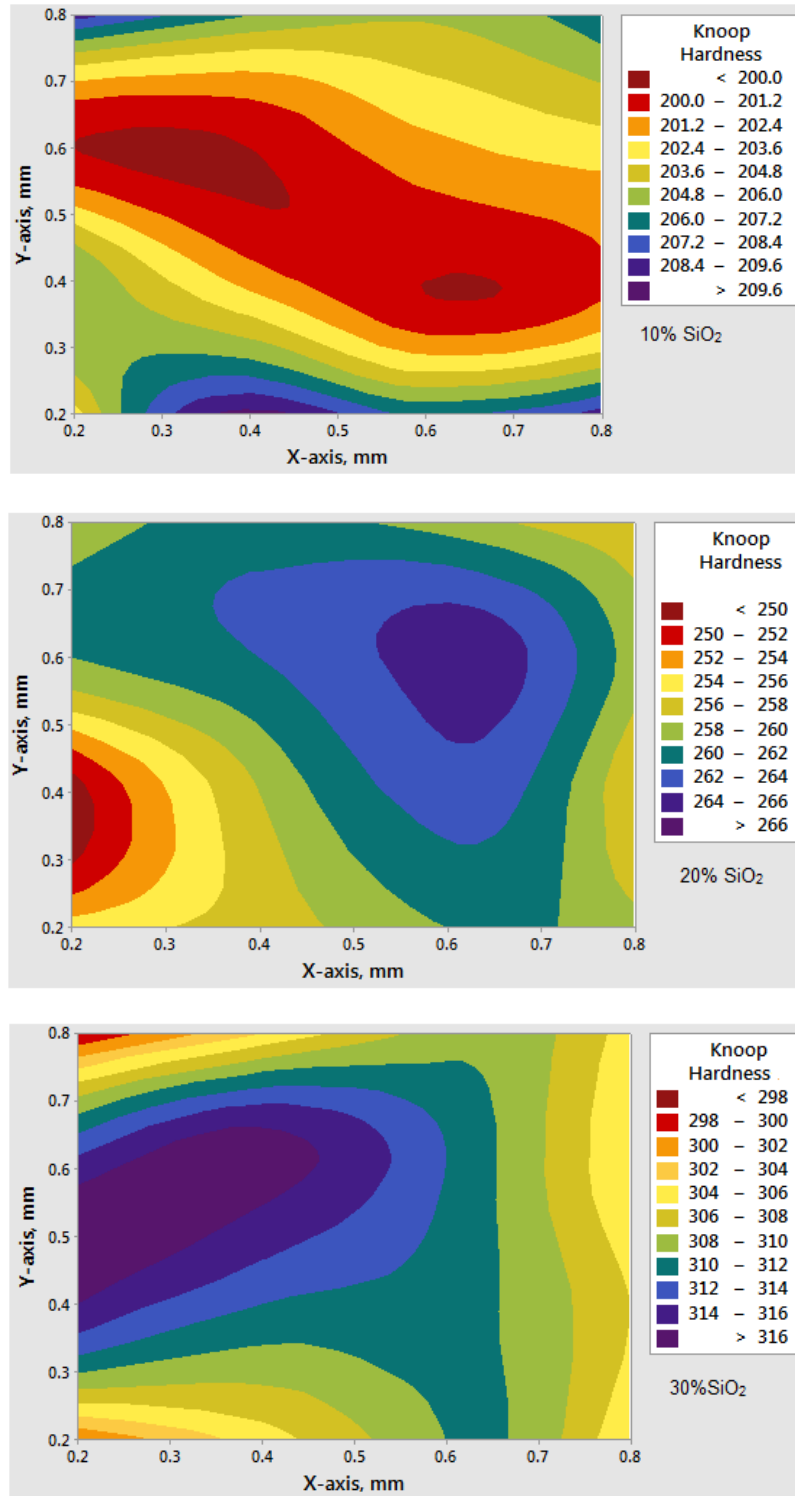 Knoop
Hardness
< 200.0
200.0 – 201.2
201.2 – 202.4
202.4 – 203.6
203.6 – 204.8
204.8 – 206.0
206.0 – 207.2
207.2 – 208.4
208.4 – 209.6
> 209.6
10% SiO₂
Y-axis, mm
0.8
0.7
0.6
0.5
0.4
0.3
0.2
0.2 0.3 0.4 0.5 0.6 0.7 0.8
X-axis, mm
Knoop
Hardness
< 250
250 – 252
252 – 254
254 – 256
256 – 258
258 – 260
260 – 262
262 – 264
264 – 266
> 266
20% SiO₂
Y-axis, mm
0.8
0.7
0.6
0.5
0.4
0.3
0.2
0.2 0.3 0.4 0.5 0.6 0.7 0.8
X-axis, mm
Knoop
Hardness
< 298
298 – 300
300 – 302
302 – 304
304 – 306
306 – 308
308 – 310
310 – 312
312 – 314
314 – 316
> 316
30%SiO₂
Y-axis, mm
0.8
0.7
0.6
0.5
0.4
0.3
0.2
0.2 0.3 0.4 0.5 0.6 0.7 0.8
X-axis, mm